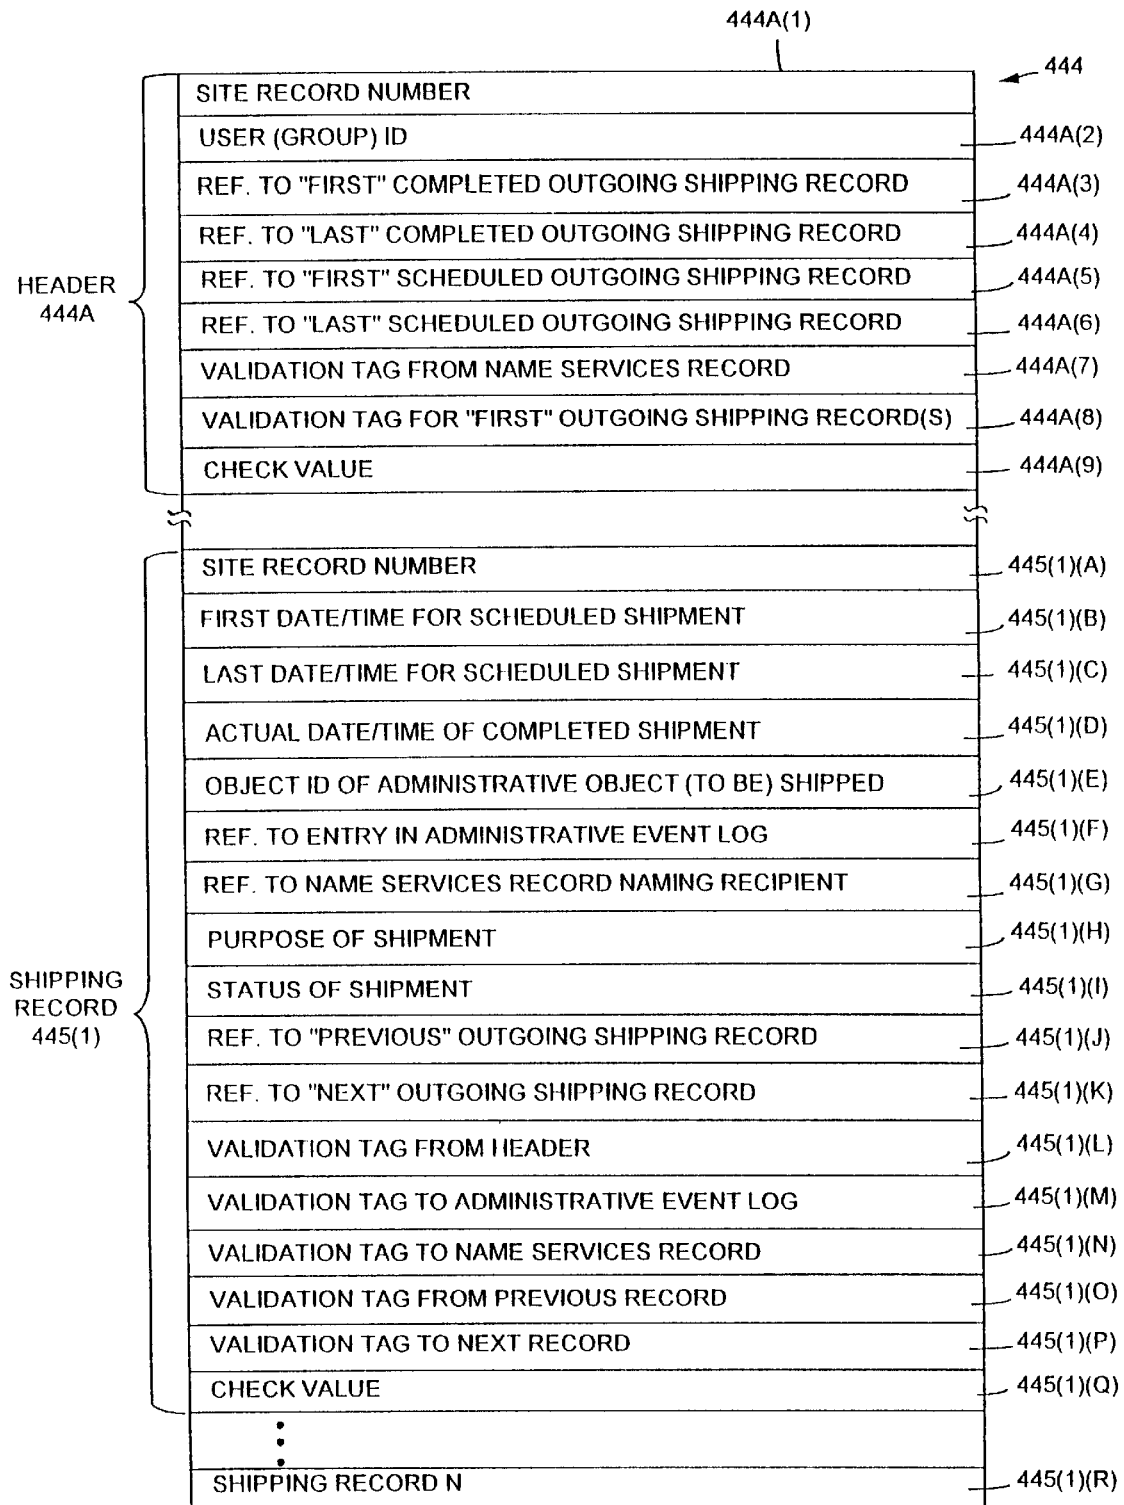 444A(1)
444
SITE RECORD NUMBER
USER (GROUP) ID 444A(2)
REF. TO "FIRST" COMPLETED OUTGOING SHIPPING RECORD 444A(3)
REF. TO "LAST" COMPLETED OUTGOING SHIPPING RECORD 444A(4)
REF. TO "FIRST" SCHEDULED OUTGOING SHIPPING RECORD 444A(5)
HEADER
444A
REF. TO "LAST" SCHEDULED OUTGOING SHIPPING RECORD 444A(6)
VALIDATION TAG FROM NAME SERVICES RECORD 444A(7)
VALIDATION TAG FOR "FIRST" OUTGOING SHIPPING RECORD(S) 444A(8)
CHECK VALUE 444A(9)
SITE RECORD NUMBER 445(1)(A)
FIRST DATE/TIME FOR SCHEDULED SHIPMENT 445(1)(B)
LAST DATE/TIME FOR SCHEDULED SHIPMENT 445(1)(C)
ACTUAL DATE/TIME OF COMPLETED SHIPMENT 445(1)(D)
OBJECT ID OF ADMINISTRATIVE OBJECT (TO BE) SHIPPED 445(1)(E)
REF. TO ENTRY IN ADMINISTRATIVE EVENT LOG 445(1)(F)
REF. TO NAME SERVICES RECORD NAMING RECIPIENT 445(1)(G)
PURPOSE OF SHIPMENT 445(1)(H)
SHIPPING
RECORD
445(1)
STATUS OF SHIPMENT 445(1)(I)
REF. TO "PREVIOUS" OUTGOING SHIPPING RECORD 445(1)(J)
REF. TO "NEXT" OUTGOING SHIPPING RECORD 445(1)(K)
VALIDATION TAG FROM HEADER 445(1)(L)
VALIDATION TAG TO ADMINISTRATIVE EVENT LOG 445(1)(M)
VALIDATION TAG TO NAME SERVICES RECORD 445(1)(N)
VALIDATION TAG FROM PREVIOUS RECORD 445(1)(O)
VALIDATION TAG TO NEXT RECORD 445(1)(P)
CHECK VALUE 445(1)(Q)
SHIPPING RECORD N 445(1)(R)